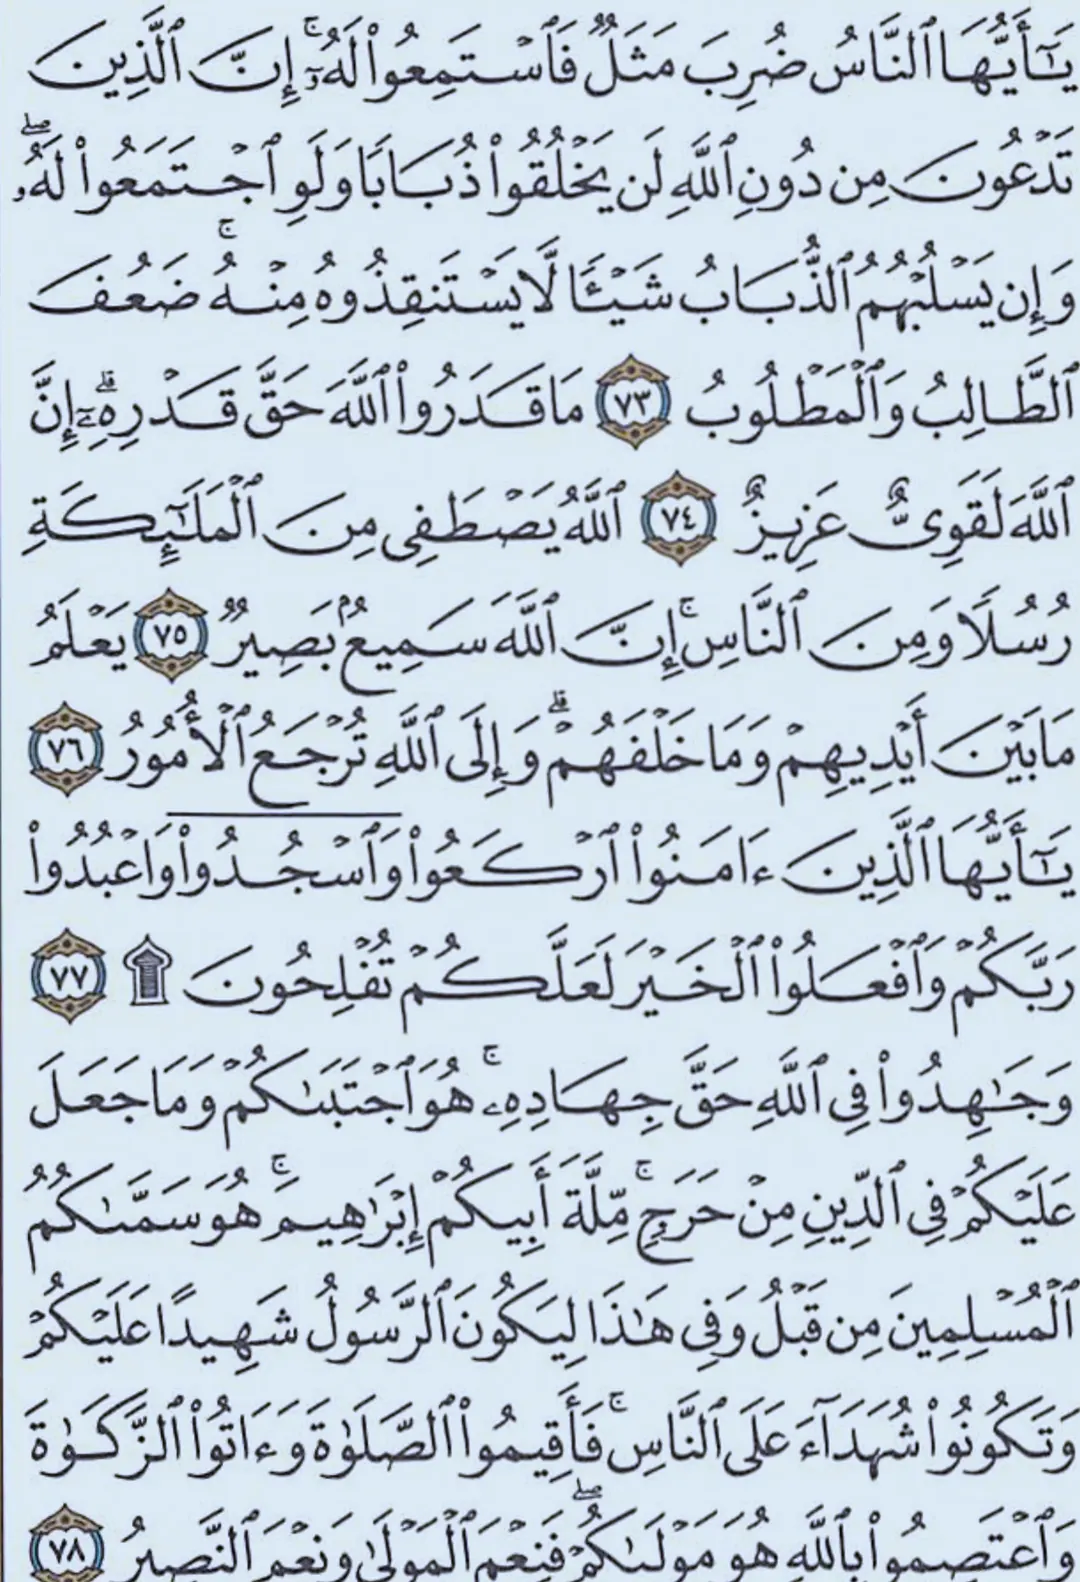 يَـٰٓأَيُّهَا ٱلنَّاسُ ضُرِبَ مَثَلٌ فَٱسْتَمِعُوا۟ لَهُۥٓ ۚ إِنَّ ٱلَّذِينَ
تَدْعُونَ مِن دُونِ ٱللَّهِ لَن يَخْلُقُوا۟ ذُبَابًا وَلَوِ ٱجْتَمَعُوا۟ لَهُۥ ۖ
وَإِن يَسْلُبْهُمُ ٱلذُّبَابُ شَيْـًٔا لَّا يَسْتَنقِذُوهُ مِنْهُ ۚ ضَعُفَ
ٱلطَّالِبُ وَٱلْمَطْلُوبُ ٧٣ مَا قَدَرُوا۟ ٱللَّهَ حَقَّ قَدْرِهِۦٓ ۗ إِنَّ
ٱللَّهَ لَقَوِىٌّ عَزِيزٌ ٧٤ ٱللَّهُ يَصْطَفِى مِنَ ٱلْمَلَـٰٓئِكَةِ
رُسُلًا وَمِنَ ٱلنَّاسِ ۚ إِنَّ ٱللَّهَ سَمِيعٌۢ بَصِيرٌ ٧٥ يَعْلَمُ
مَا بَيْنَ أَيْدِيهِمْ وَمَا خَلْفَهُمْ ۗ وَإِلَى ٱللَّهِ تُرْجَعُ ٱلْأُمُورُ ٧٦
يَـٰٓأَيُّهَا ٱلَّذِينَ ءَامَنُوا۟ ٱرْكَعُوا۟ وَٱسْجُدُوا۟ وَٱعْبُدُوا۟
رَبَّكُمْ وَٱفْعَلُوا۟ ٱلْخَيْرَ لَعَلَّكُمْ تُفْلِحُونَ ۩ ٧٧
وَجَـٰهِدُوا۟ فِى ٱللَّهِ حَقَّ جِهَادِهِۦ ۚ هُوَ ٱجْتَبَىٰكُمْ وَمَا جَعَلَ
عَلَيْكُمْ فِى ٱلدِّينِ مِنْ حَرَجٍ ۚ مِّلَّةَ أَبِيكُمْ إِبْرَٰهِيمَ ۚ هُوَ سَمَّىٰكُمُ
ٱلْمُسْلِمِينَ مِن قَبْلُ وَفِى هَـٰذَا لِيَكُونَ ٱلرَّسُولُ شَهِيدًا عَلَيْكُمْ
وَتَكُونُوا۟ شُهَدَآءَ عَلَى ٱلنَّاسِ ۚ فَأَقِيمُوا۟ ٱلصَّلَوٰةَ وَءَاتُوا۟ ٱلزَّكَوٰةَ
وَٱعْتَصِمُوا۟ بِٱللَّهِ هُوَ مَوْلَىٰكُمْ ۖ فَنِعْمَ ٱلْمَوْلَىٰ وَنِعْمَ ٱلنَّصِيرُ ٧٨